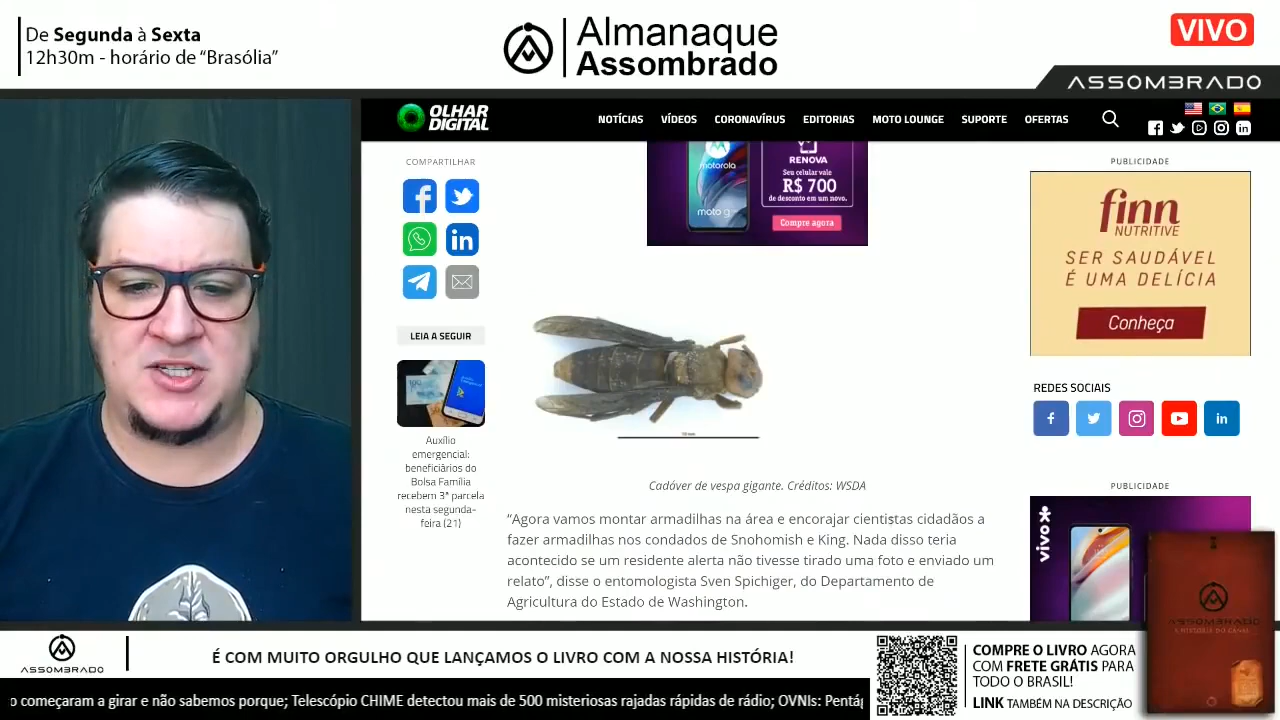 De Segunda à Sexta
12h30m - horário de “Brasólia”
Almanaque
Assombrado
VIVO
ASSOMBRADO
OLHAR
DIGITAL
NOTÍCIAS VÍDEOS CORONAVÍRUS EDITORIAS MOTO LOUNGE SUPORTE OFERTAS
COMPARTILHAR
motorola
moto g
RENOVA
Seu celular vale
R$ 700
de desconto em um novo.
Compre agora
PUBLICIDADE
finn
NUTRITIVE
SER SAUDÁVEL
É UMA DELÍCIA
Conheça
LEIA A SEGUIR
Auxílio
emergencial:
beneficiários do
Bolsa Família
recebem 3ª parcela
nesta segunda-
feira (21)
Cadáver de vespa gigante. Créditos: WSDA
“Agora vamos montar armadilhas na área e encorajar cientistas cidadãos a
fazer armadilhas nos condados de Snohomish e King. Nada disso teria
acontecido se um residente alerta não tivesse tirado uma foto e enviado um
relato”, disse o entomologista Sven Spichiger, do Departamento de
Agricultura do Estado de Washington.
REDES SOCIAIS
PUBLICIDADE
vivo
ASSOMBRADO
A HISTÓRIA DO CANAL
ASSOMBRADO
É COM MUITO ORGULHO QUE LANÇAMOS O LIVRO COM A NOSSA HISTÓRIA!
COMPRE O LIVRO AGORA
COM FRETE GRÁTIS PARA
TODO O BRASIL!
LINK TAMBÉM NA DESCRIÇÃO
o começaram a girar e não sabemos porque; Telescópio CHIME detectou mais de 500 misteriosas rajadas rápidas de rádio; OVNIs: Pentág